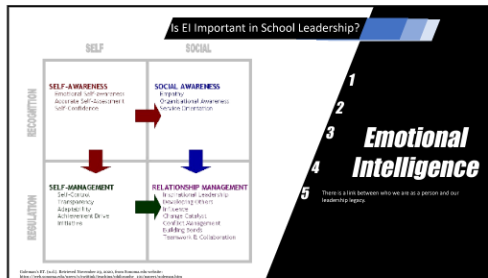 Is EI Important in School Leadership?
SELF
SOCIAL
RECOGNITION
REGULATION
SELF-AWARENESS
Emotional Self-awareness
Accurate Self-Assessment
Self-Confidence
SOCIAL AWARENESS
Empathy
Organizational Awareness
Service Orientation
SELF-MANAGEMENT
Self-Control
Transparency
Adaptability
Achievement Drive
Initiative
RELATIONSHIP MANAGEMENT
Inspirational Leadership
Developing Others
Influence
Change Catalyst
Conflict Management
Building Bonds
Teamwork & Collaboration
1
2
3
4
5
Emotional
Intelligence
There is a link between who we are as a person and our
leadership legacy.
Retrieved November